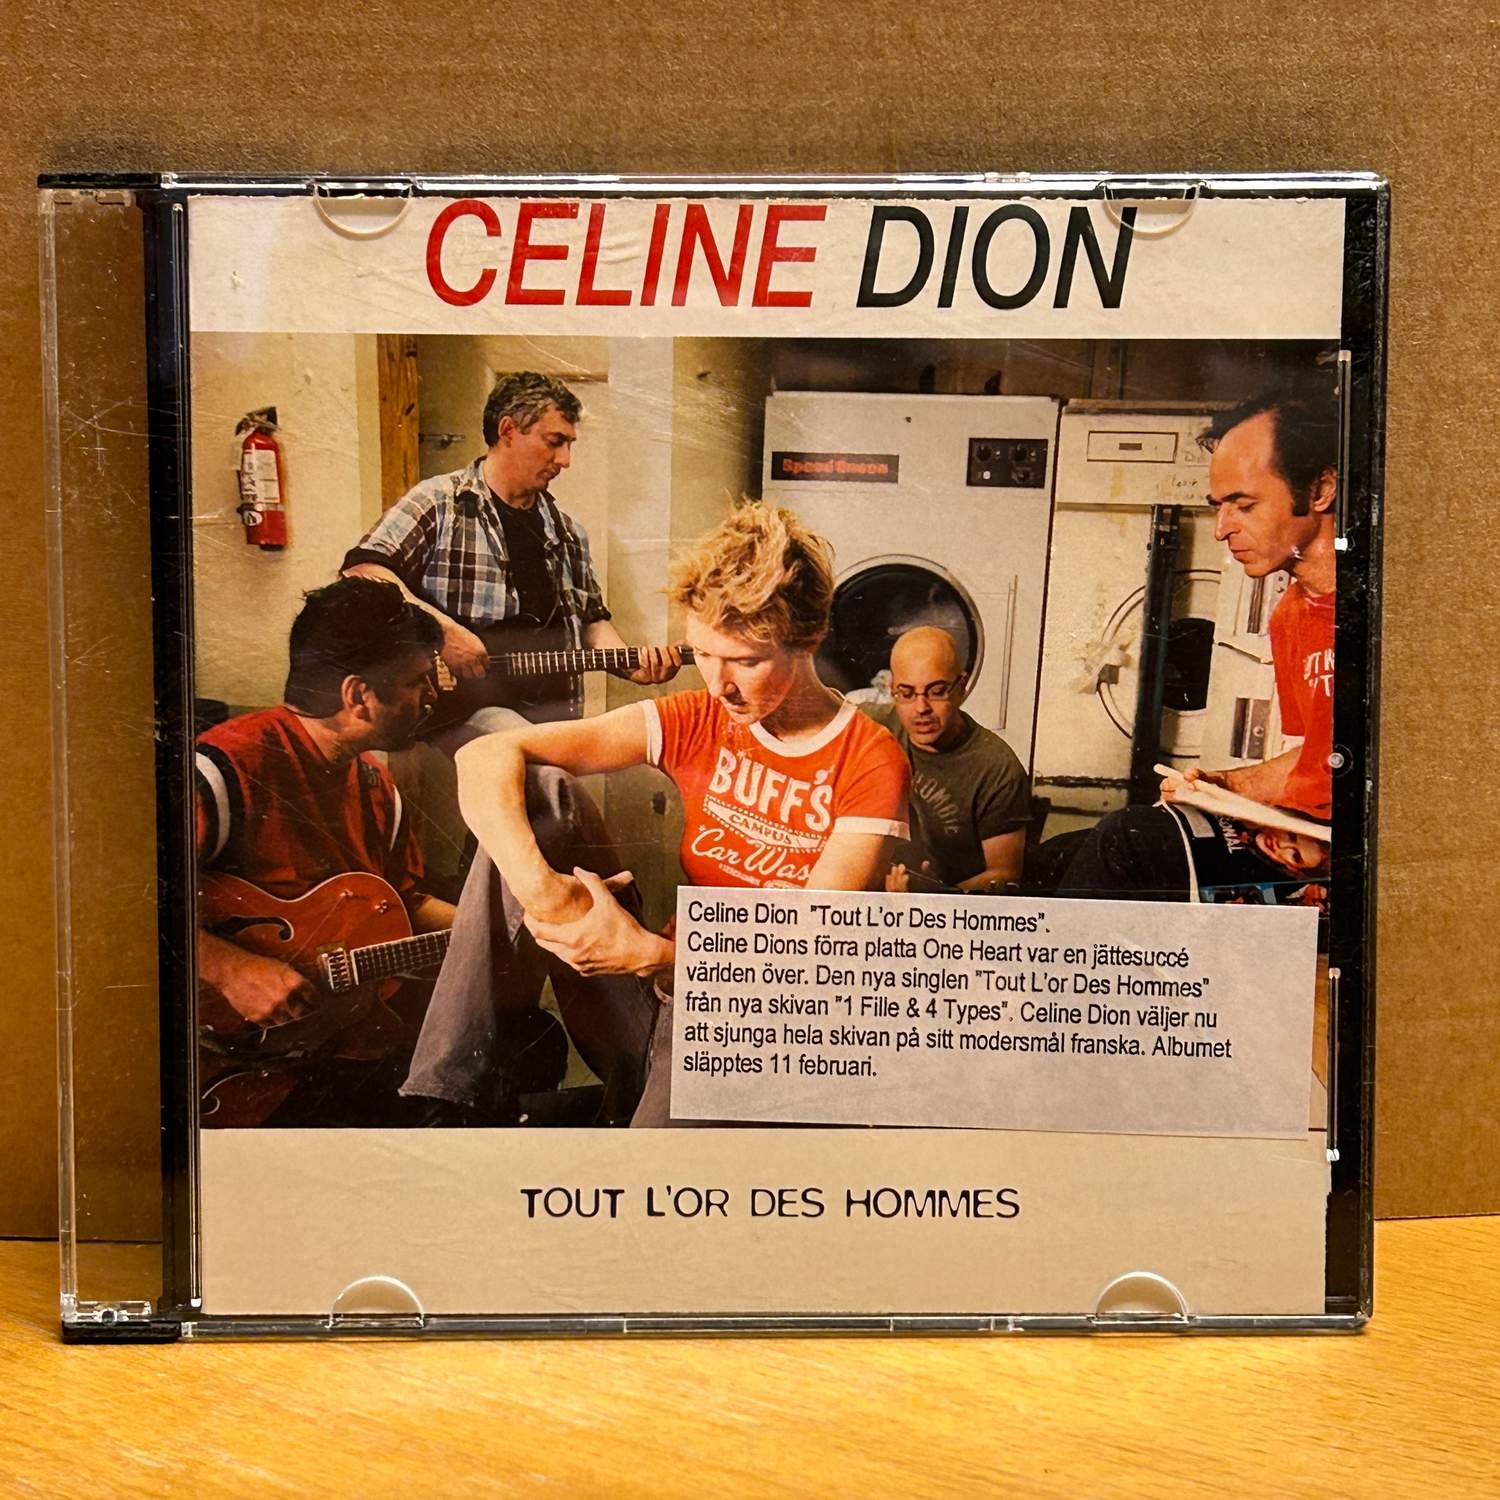 CELINE DION
Speed Queen
BUFF'S
CAMPUS
Car Was
Celine Dion "Tout L'or Des Hommes".
Celine Dions förra platta One Heart var en jättesuccé
världen över. Den nya singlen "Tout L'or Des Hommes"
från nya skivan "1 Fille & 4 Types". Celine Dion väljer nu
att sjunga hela skivan på sitt modersmål franska. Albumet
släpptes 11 februari.
TOUT L'OR DES HOMMES